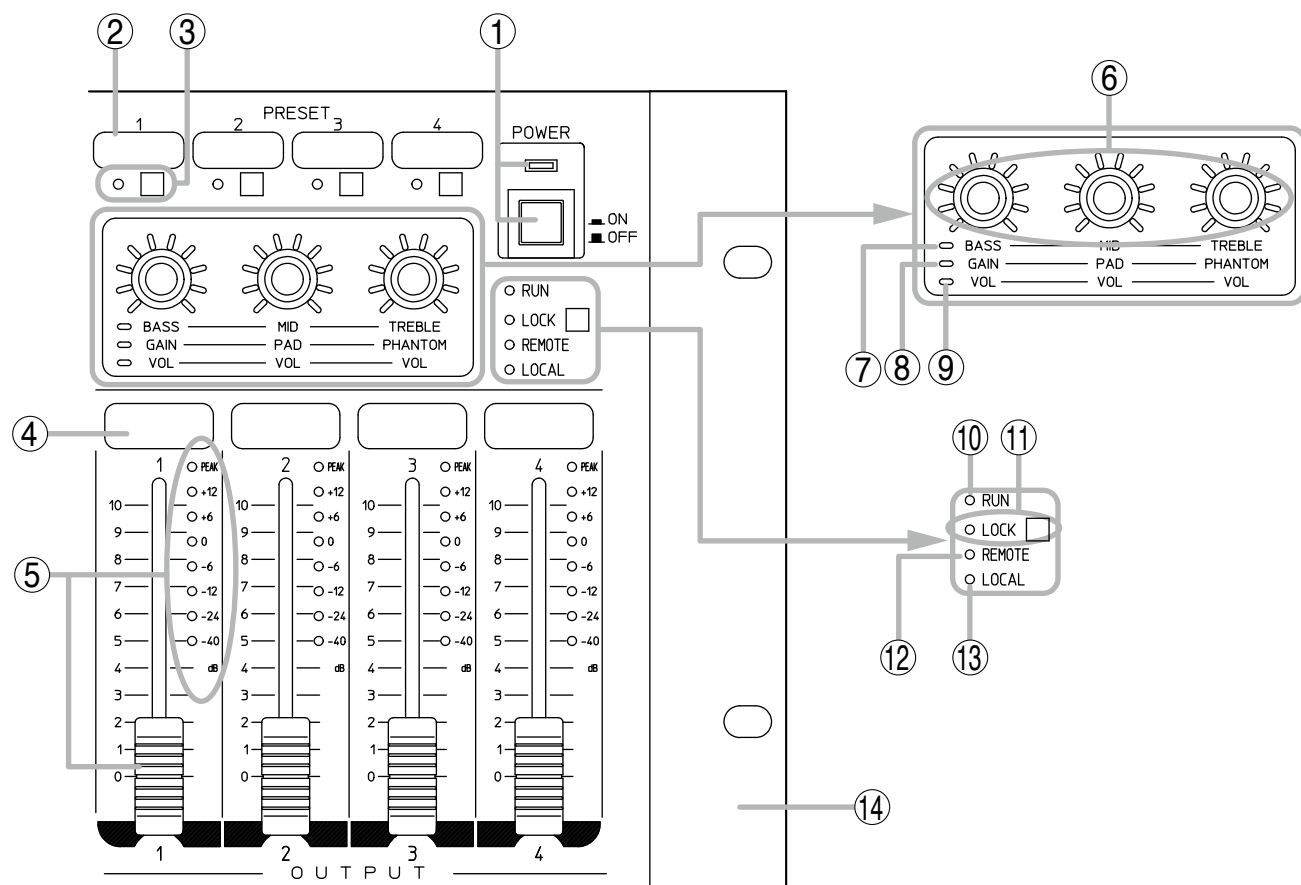 ② ③ ①
⑥
PRESET
1 2 3 4
POWER
ON
OFF
BASS MID TREBLE
GAIN PAD PHANTOM
VOL VOL VOL
RUN
LOCK
REMOTE
LOCAL
BASS MID TREBLE
GAIN PAD PHANTOM
VOL VOL VOL
⑦ ⑧ ⑨
④
⑤
1 PEAK 2 PEAK 3 PEAK 4 PEAK
+12 +12 +12 +12
10 10 10 10
+6 +6 +6 +6
9 9 9 9
0 0 0 0
8 8 8 8
-6 -6 -6 -6
7 7 7 7
-12 -12 -12 -12
6 -24 6 -24 6 -24 6 -24
5 -40 5 -40 5 -40 5 -40
4 dB 4 dB 4 dB 4 dB
3 3 3 3
2 2 2 2
1 1 1 1
0 0 0 0
1 2 3 4
OUTPUT
⑩ ⑪
RUN
LOCK
REMOTE
LOCAL
⑫ ⑬
⑭